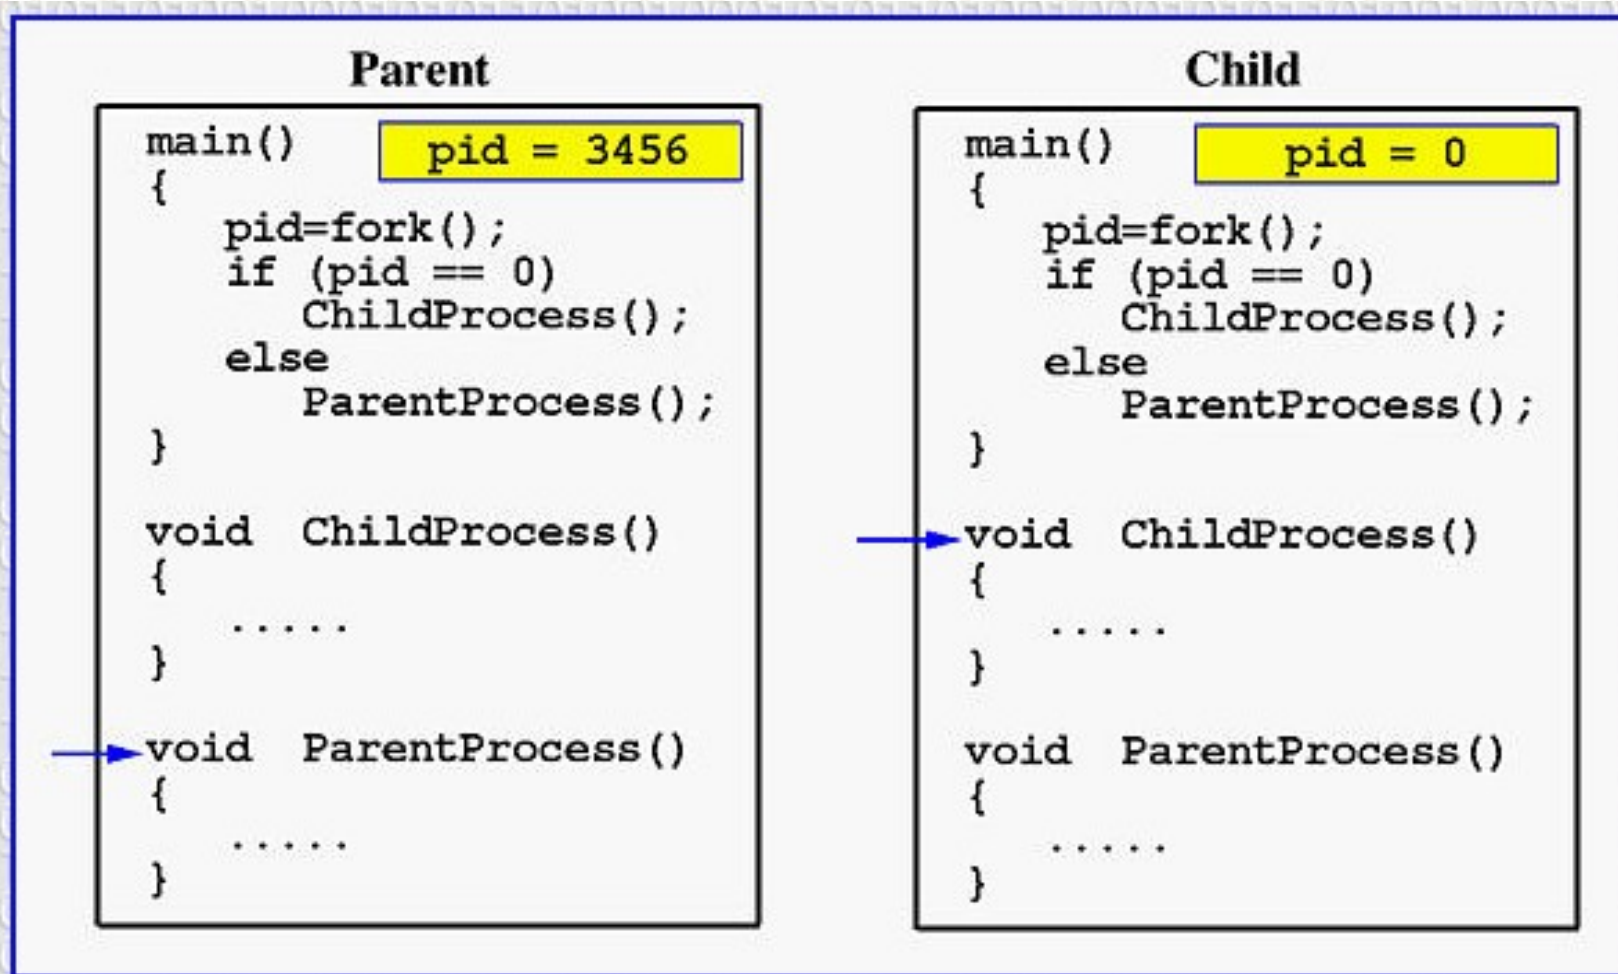 Parent
main()
pid = 3456
{
pid=fork();
if (pid == 0)
ChildProcess();
else
ParentProcess();
}
void ChildProcess()
{
.....
}
void ParentProcess()
{
.....
}
Child
main()
pid = 0
{
pid=fork();
if (pid == 0)
ChildProcess();
else
ParentProcess();
}
void ChildProcess()
{
.....
}
void ParentProcess()
{
.....
}